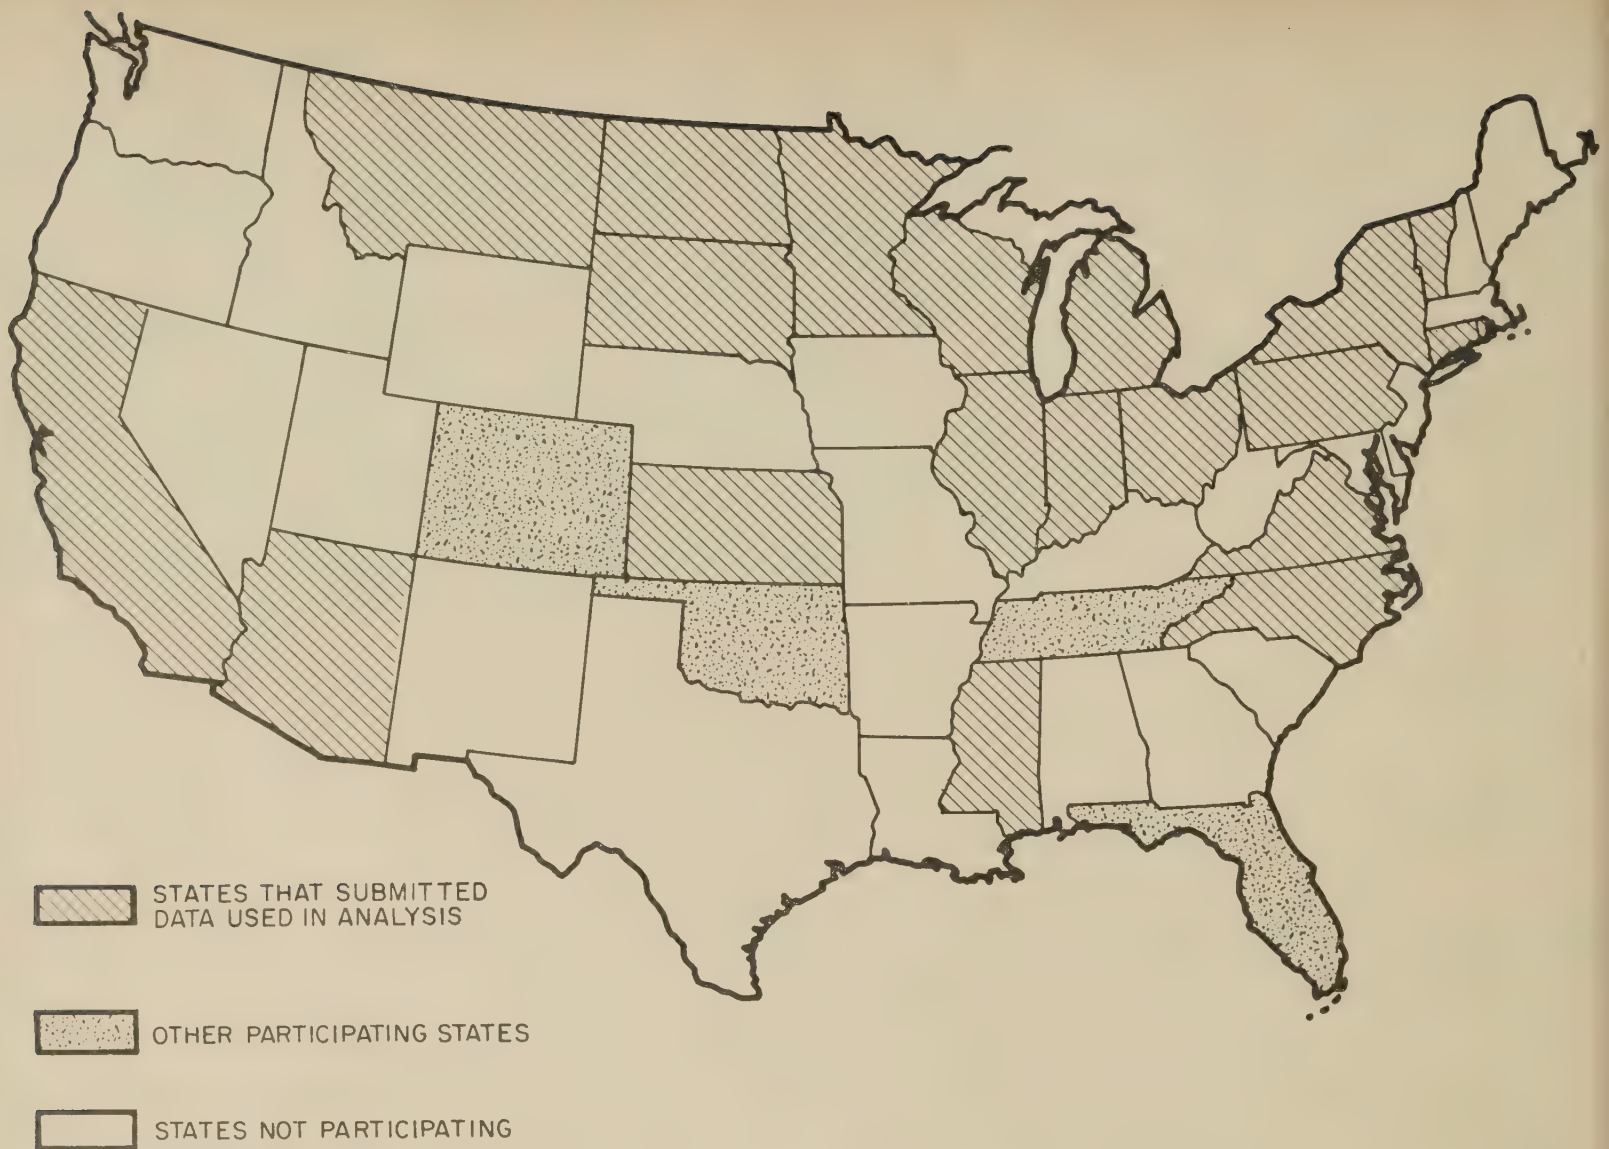 STATES THAT SUBMITTED
DATA USED IN ANALYSIS
OTHER PARTICIPATING STATES
STATES NOT PARTICIPATING